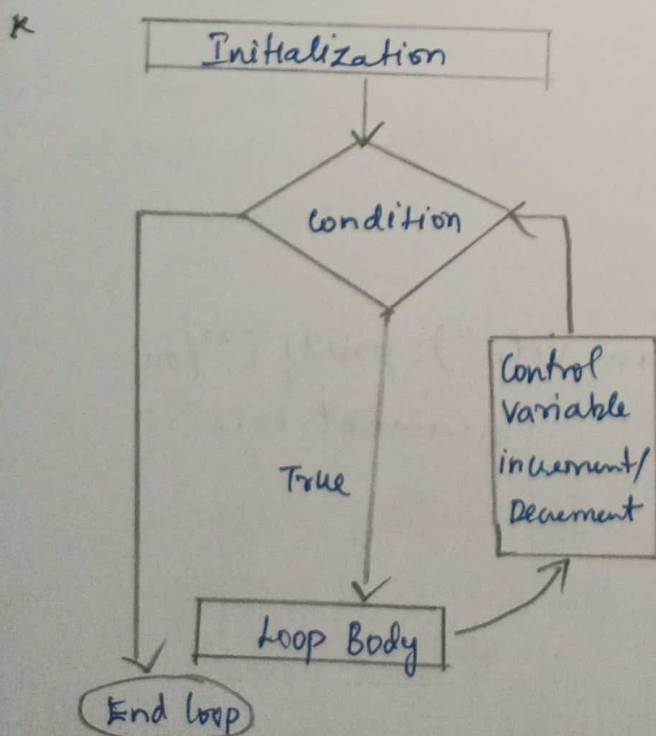 Initialization
Condition
Control
Variable
increment/
Decrement
True
Loop Body
End loop